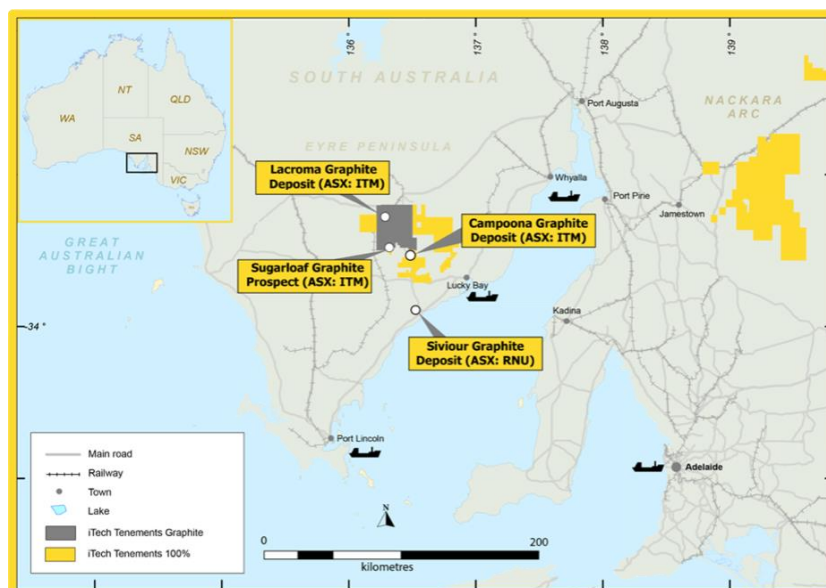 136 °
137 °
138 °
139 °
NT
QLD
WA
SA
NSW
VIC
SOUTH AUSTRALIA
Port Augusta
NACKARA
ARC
EYRE PENINSULA
Lacroma Graphite
Deposit (ASX: ITM)
Whyalla
Port Pirie
Jamestown
Campoona Graphite
Deposit (ASX: ITM)
GREAT
AUSTRALIAN
BIGHT
Sugarloaf Graphite
Prospect (ASX: ITM)
Lucky Bay
Kadina
-34 °
Siviour Graphite
Deposit (ASX: RNU)
Port Lincoln
Adelaide
Main road
Railway
Town
Lake
iTech Tenements Graphite
iTech Tenements 100%
N
0
200
kilometres